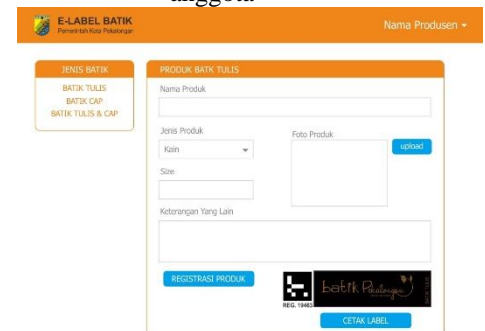 anggota
E-LABEL BATIK
Pemerintah Kota Pekalongan
Nama Produsen
JENIS BATIK
BATIK TULIS
BATIK CAP
BATIK TULIS & CAP
PRODUK BATK TULIS
Nama Produk
Jenis Produk
Kain
Foto Produk
upload
Size
Keterangan Yang Lain
REGISTRASI PRODUK
REG. 19463
batik Pekalongan
BATIK TULIS
CETAK LABEL